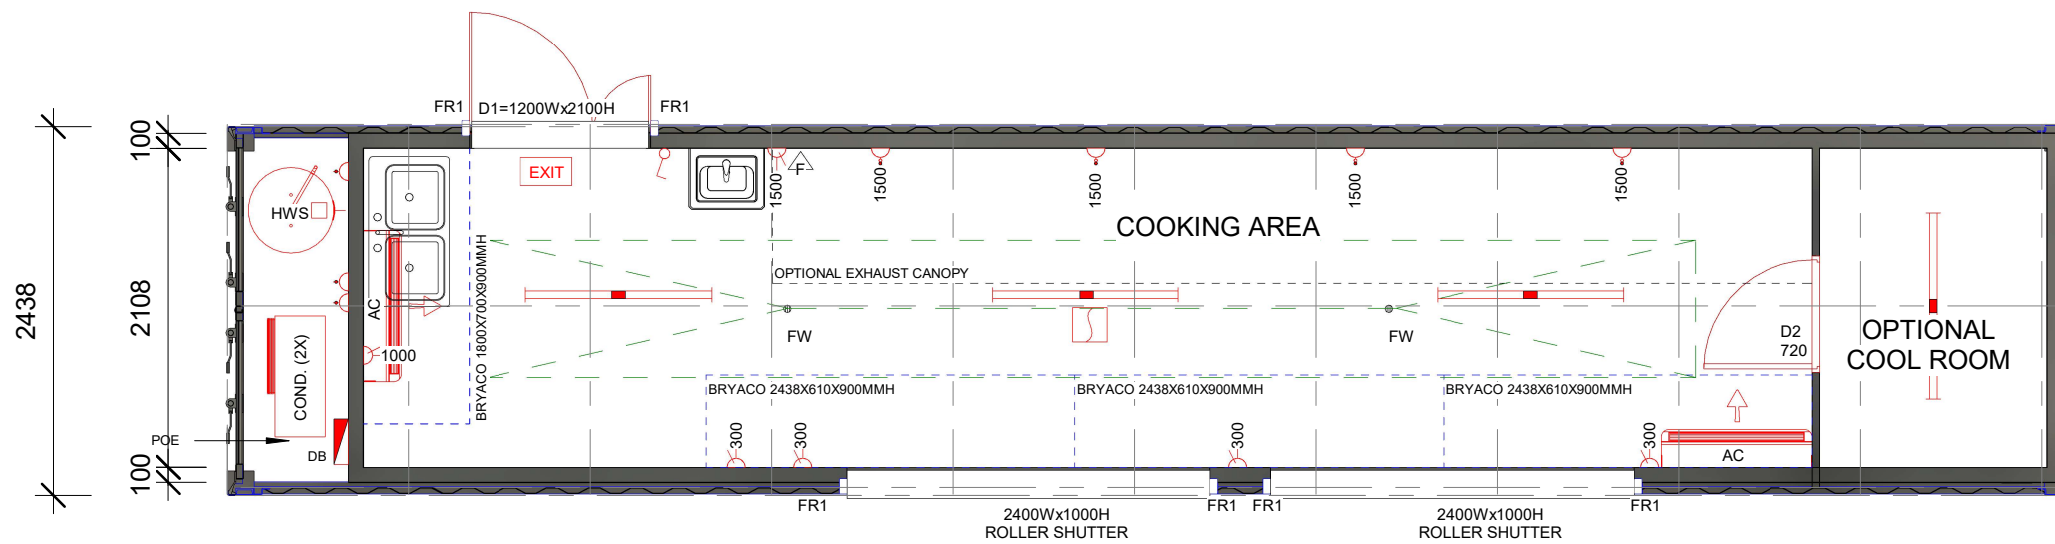 FR1
D1=1200Wx2100H
FR1
100
2438
2108
100
HWS
EXIT
1500
F
1500
1500
1500
1500
COOKING AREA
OPTIONAL EXHAUST CANOPY
AC
1000
BRYACO 1800X700X900MMH
COND. (2X)
FW
FW
D2
720
OPTIONAL
COOL ROOM
BRYACO 2438X610X900MMH
BRYACO 2438X610X900MMH
BRYACO 2438X610X900MMH
POE
DB
300
300
300
300
AC
FR1
2400Wx1000H
ROLLER SHUTTER
FR1
FR1
2400Wx1000H
ROLLER SHUTTER
FR1